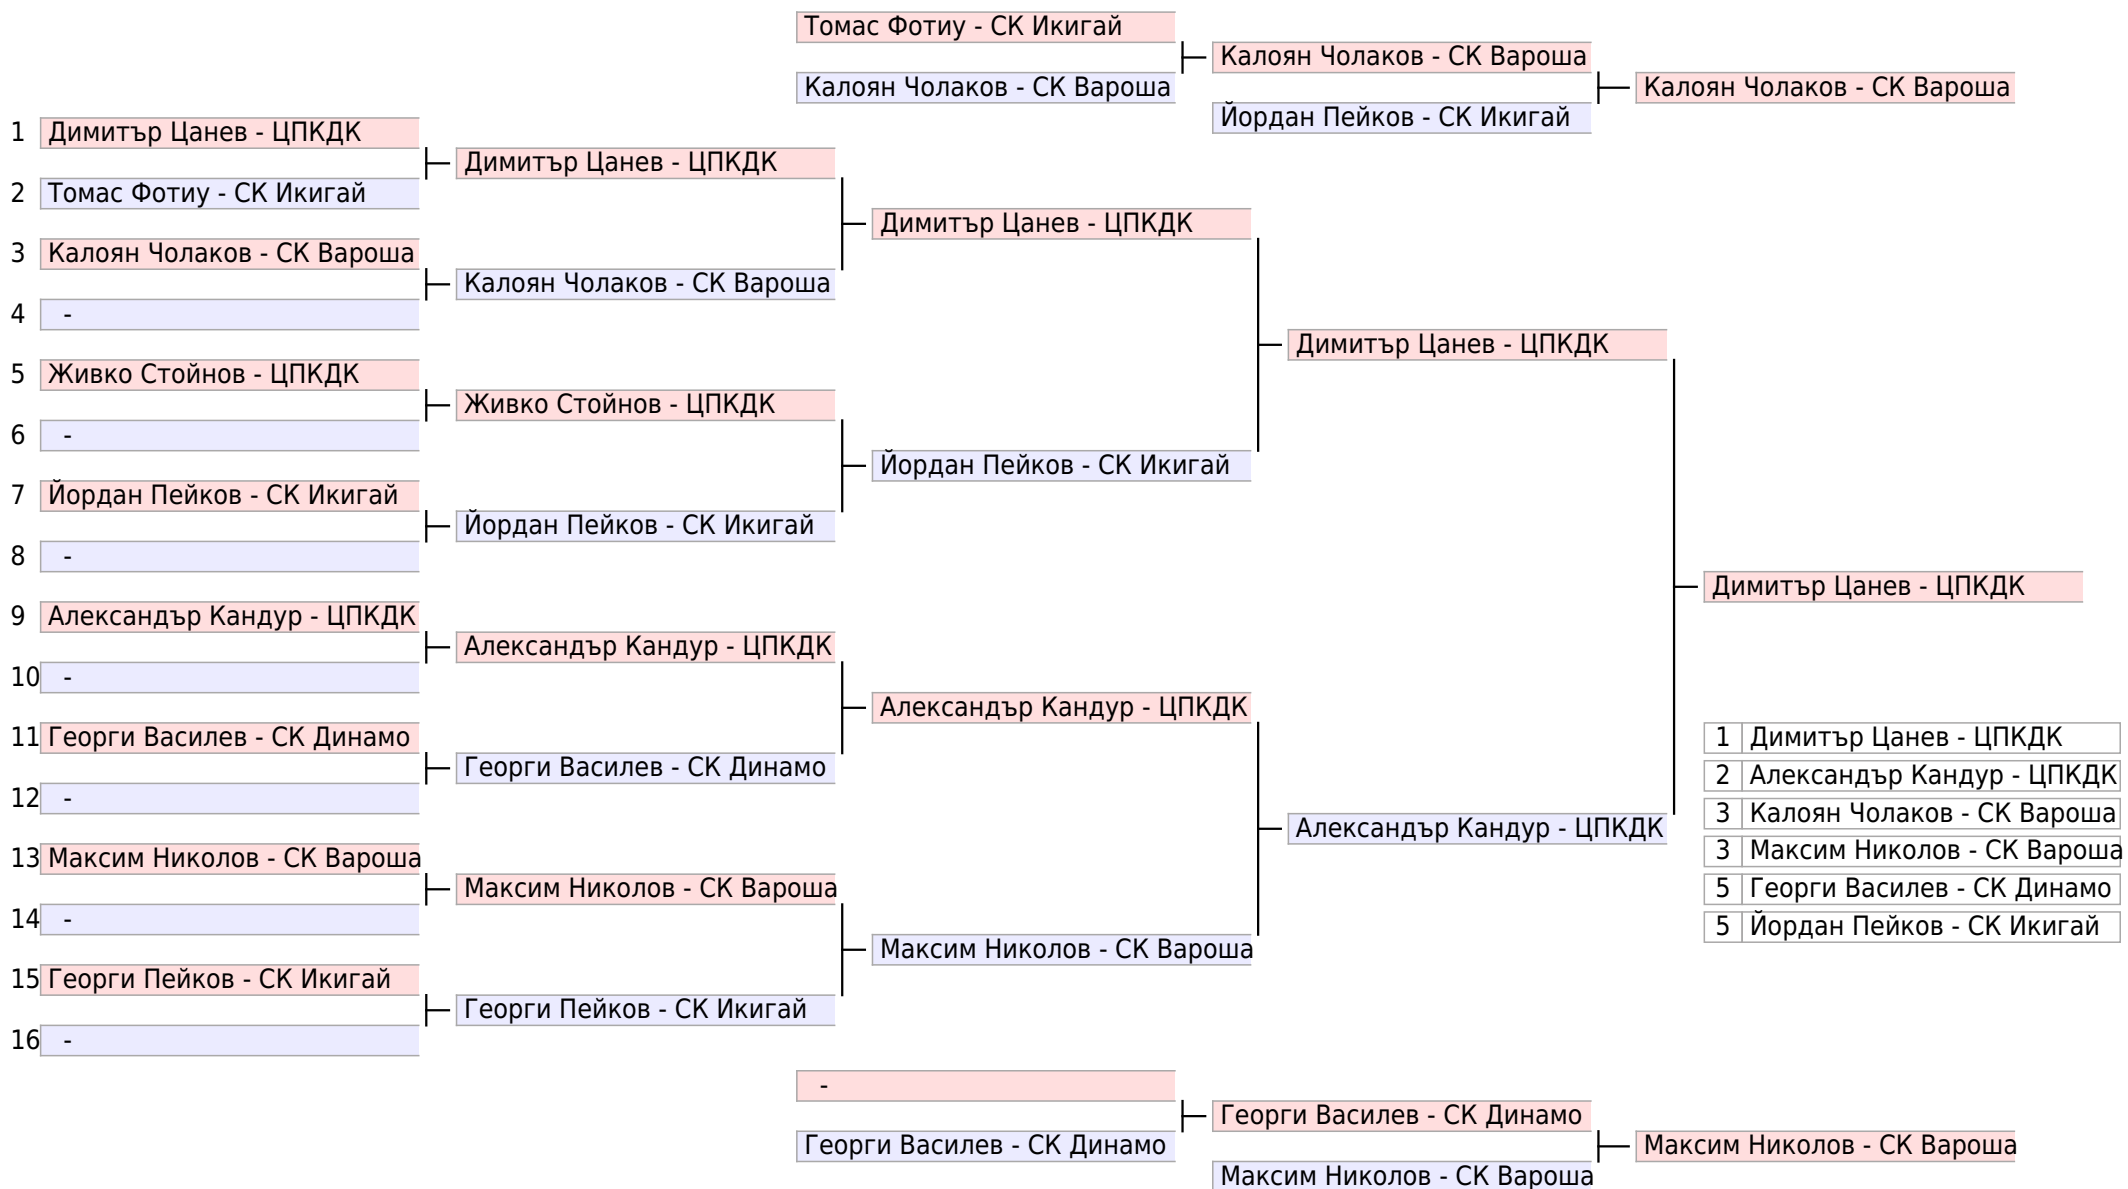 Томас Фотиу - СК Икигай
Калоян Чолаков - СК Вароша
Калоян Чолаков - СК Вароша
Йордан Пейков - СК Икигай
Калоян Чолаков - СК Вароша
1 Димитър Цанев - ЦПКДК
2 Томас Фотиу - СК Икигай
3 Калоян Чолаков - СК Вароша
4 -
5 Живко Стойнов - ЦПКДК
6 -
7 Йордан Пейков - СК Икигай
8 -
9 Александър Кандур - ЦПКДК
10 -
11 Георги Василев - СК Динамо
12 -
13 Максим Николов - СК Вароша
14 -
15 Георги Пейков - СК Икигай
16 -
Димитър Цанев - ЦПКДК
Калоян Чолаков - СК Вароша
Живко Стойнов - ЦПКДК
Йордан Пейков - СК Икигай
Александър Кандур - ЦПКДК
Георги Василев - СК Динамо
Максим Николов - СК Вароша
Георги Пейков - СК Икигай
Димитър Цанев - ЦПКДК
Йордан Пейков - СК Икигай
Александър Кандур - ЦПКДК
Максим Николов - СК Вароша
Димитър Цанев - ЦПКДК
Александър Кандур - ЦПКДК
Димитър Цанев - ЦПКДК
1 Димитър Цанев - ЦПКДК
2 Александър Кандур - ЦПКДК
3 Калоян Чолаков - СК Вароша
3 Максим Николов - СК Вароша
5 Георги Василев - СК Динамо
5 Йордан Пейков - СК Икигай
-
Георги Василев - СК Динамо
Георги Василев - СК Динамо
Максим Николов - СК Вароша
Максим Николов - СК Вароша